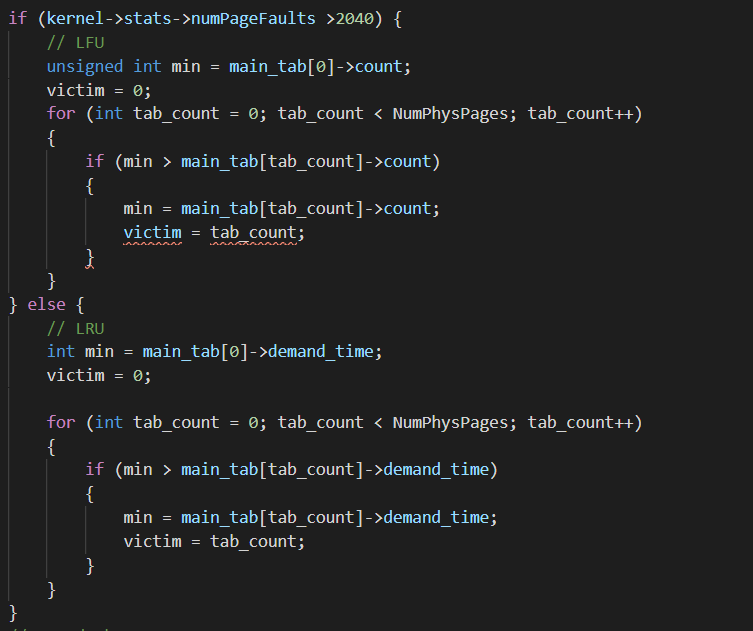 if (kernel->stats->numPageFaults >2040) {
    // LFU
    unsigned int min = main_tab[0]->count;
    victim = 0;
    for (int tab_count = 0; tab_count < NumPhysPages; tab_count++)
    {
        if (min > main_tab[tab_count]->count)
        {
            min = main_tab[tab_count]->count;
            victim = tab_count;
        }
    }
} else {
    // LRU
    int min = main_tab[0]->demand_time;
    victim = 0;

    for (int tab_count = 0; tab_count < NumPhysPages; tab_count++)
    {
        if (min > main_tab[tab_count]->demand_time)
        {
            min = main_tab[tab_count]->demand_time;
            victim = tab_count;
        }
    }
}